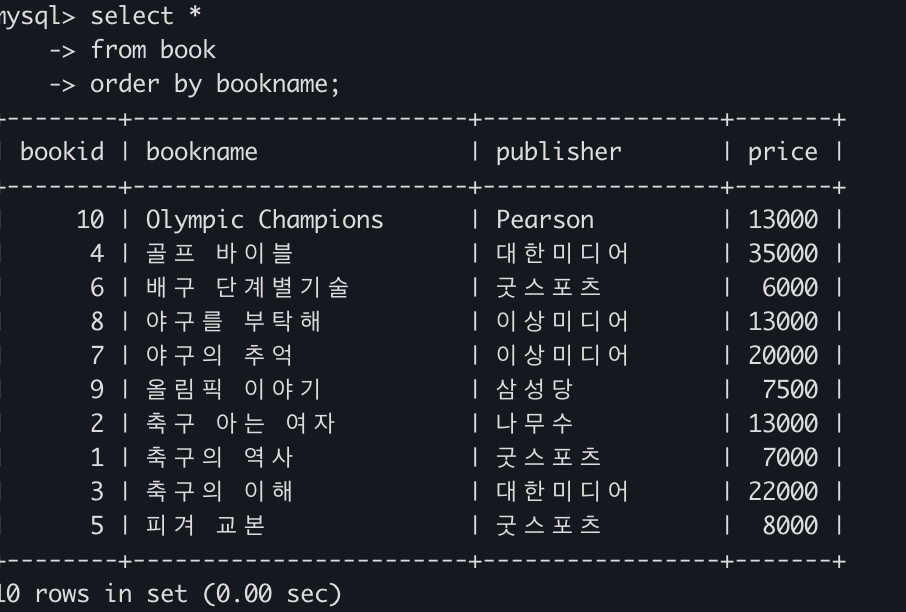 mysql> select *
    -> from book
    -> order by bookname;
+--------+------------------------+-----------------+-------+
| bookid | bookname               | publisher       | price |
+--------+------------------------+-----------------+-------+
|     10 | Olympic Champions      | Pearson         | 13000 |
|      4 | 골프 바이블            | 대한미디어      | 35000 |
|      6 | 배구 단계별기술        | 굿스포츠        |  6000 |
|      8 | 야구를 부탁해          | 이상미디어      | 13000 |
|      7 | 야구의 추억            | 이상미디어      | 20000 |
|      9 | 올림픽 이야기          | 삼성당          |  7500 |
|      2 | 축구 아는 여자         | 나무수          | 13000 |
|      1 | 축구의 역사            | 굿스포츠        |  7000 |
|      3 | 축구의 이해            | 대한미디어      | 22000 |
|      5 | 피겨 교본              | 굿스포츠        |  8000 |
+--------+------------------------+-----------------+-------+
10 rows in set (0.00 sec)